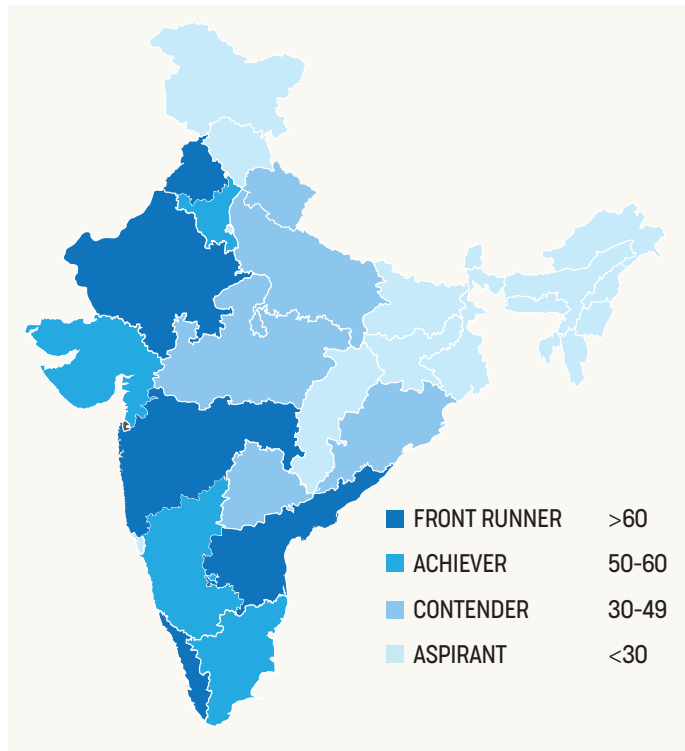 FRONT RUNNER >60
ACHIEVER 50-60
CONTENDER 30-49
ASPIRANT <30